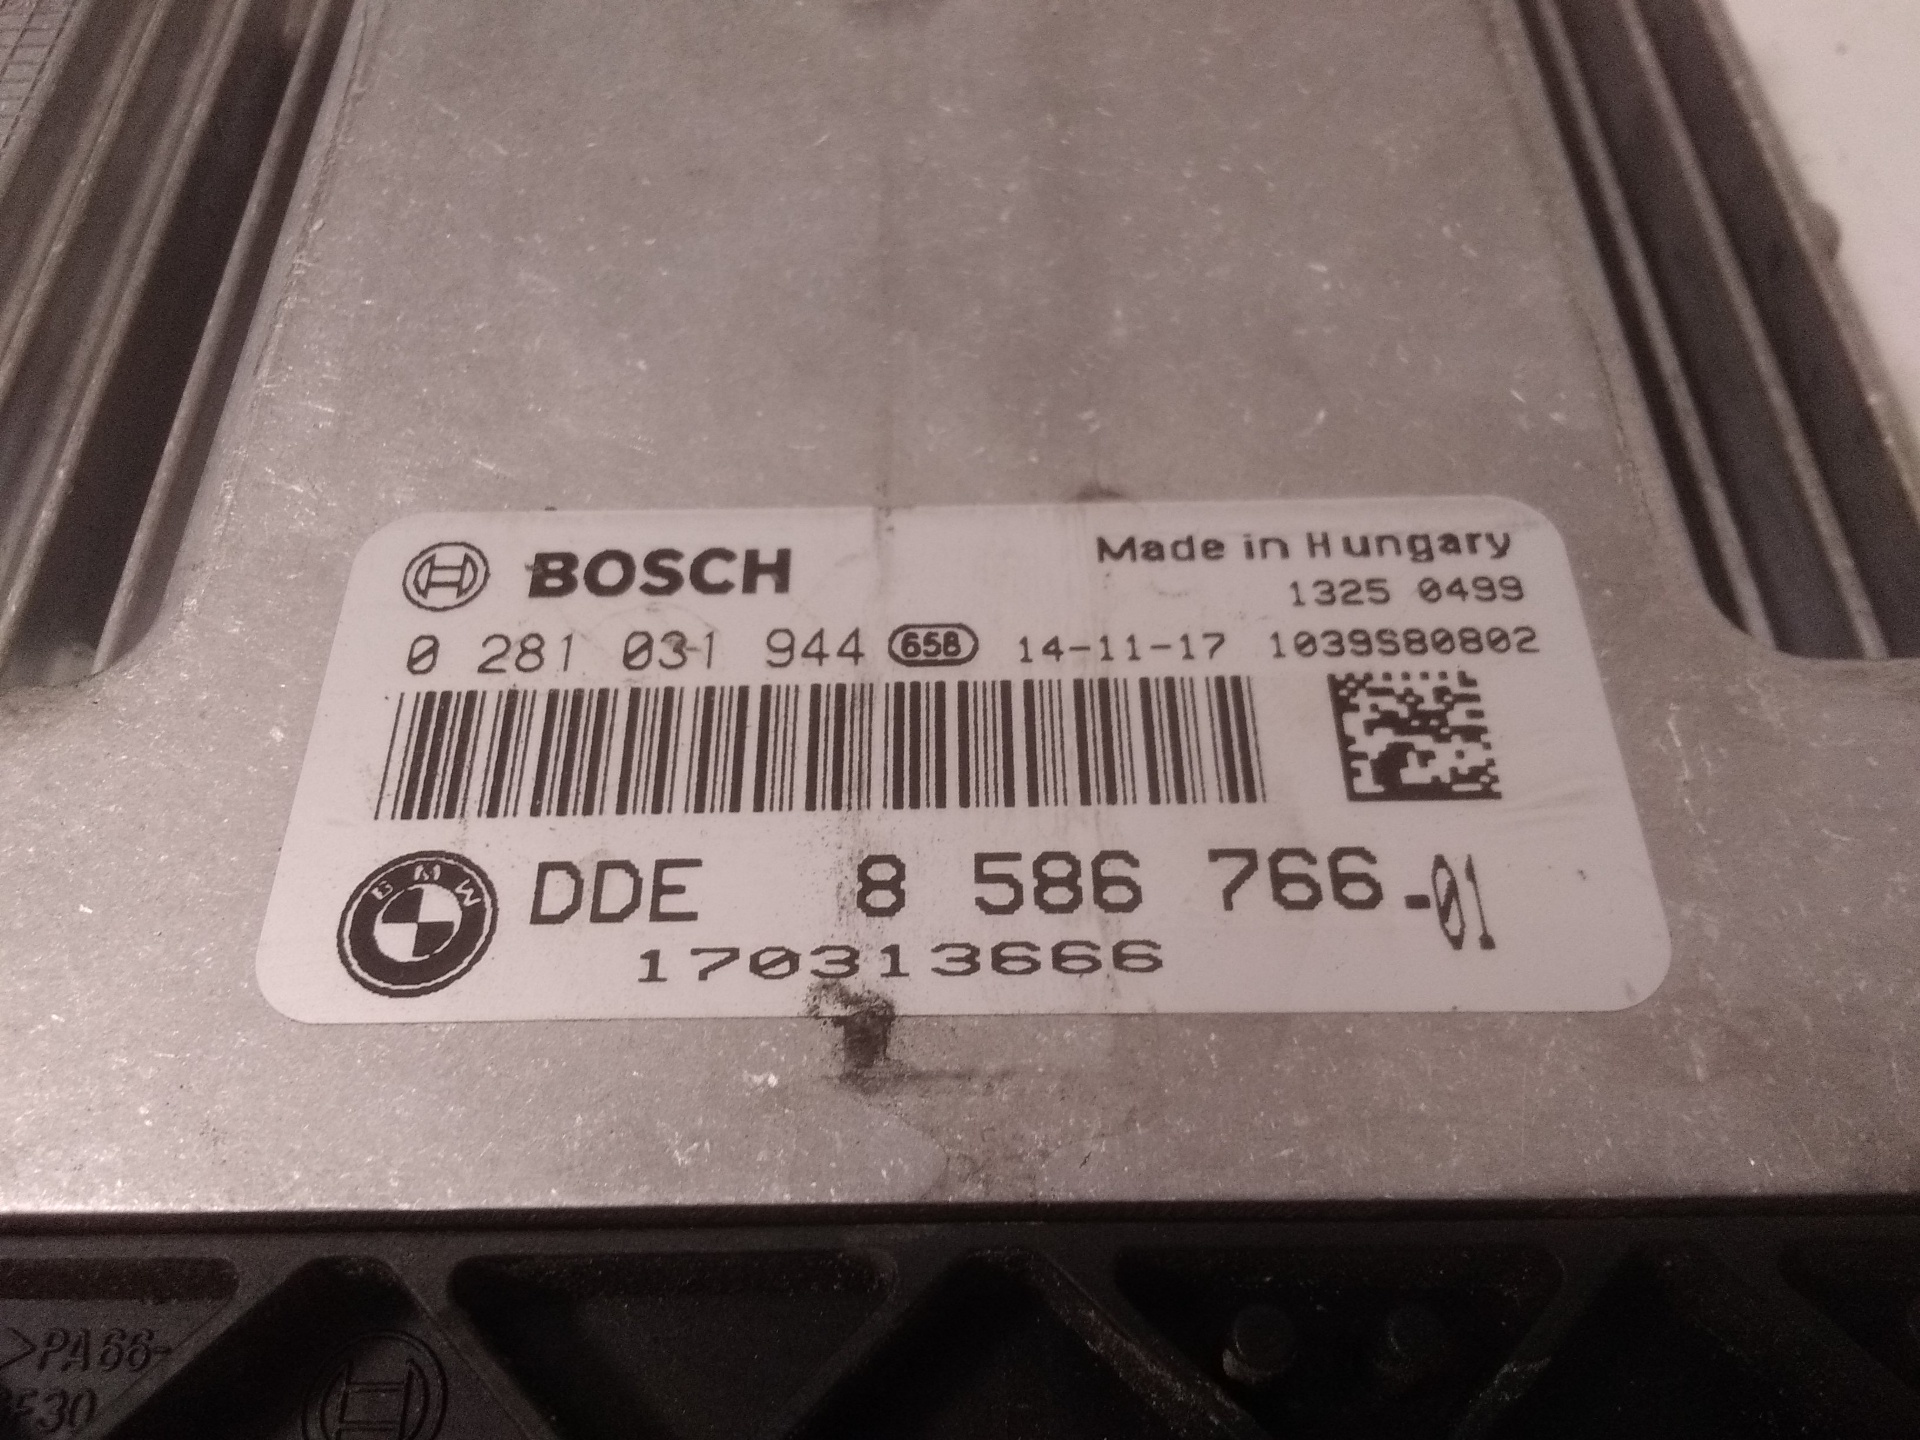 BOSCH
Made in Hungary
1325 0499
0 281 031 944 658 14-11-17 1039S80802
BMW
DDE 8 586 766-01
170313666
>PA66-